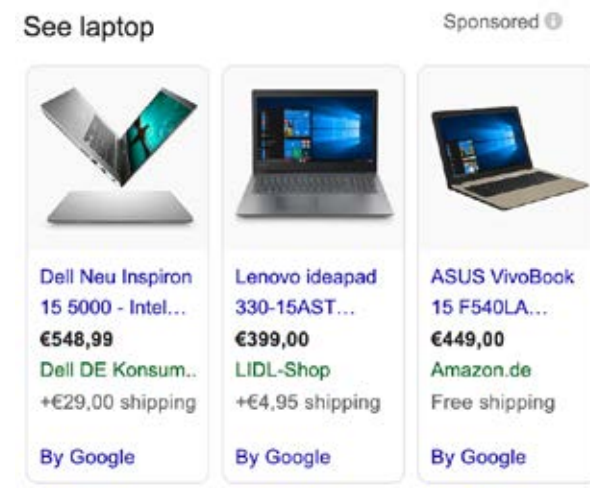 See laptop
Sponsored
Dell Neu Inspiron
15 5000 - Intel...
€548,99
Dell DE Konsum..
+€29,00 shipping
By Google
Lenovo ideapad
330-15AST...
€399,00
LIDL-Shop
+€4,95 shipping
By Google
ASUS VivoBook
15 F540LA...
€449,00
Amazon.de
Free shipping
By Google